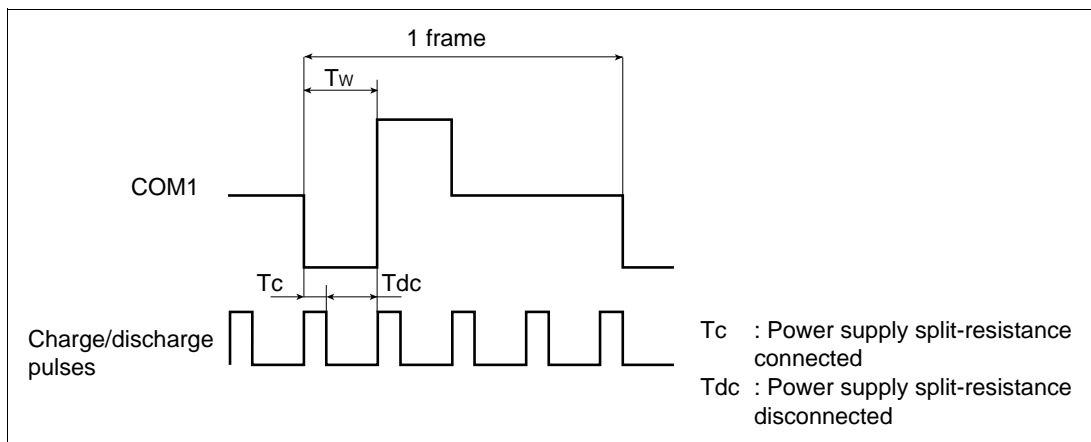 1 frame
Tw
COM1
Tc
Tdc
Charge/discharge
pulses
Tc : Power supply split-resistance
connected
Tdc : Power supply split-resistance
disconnected